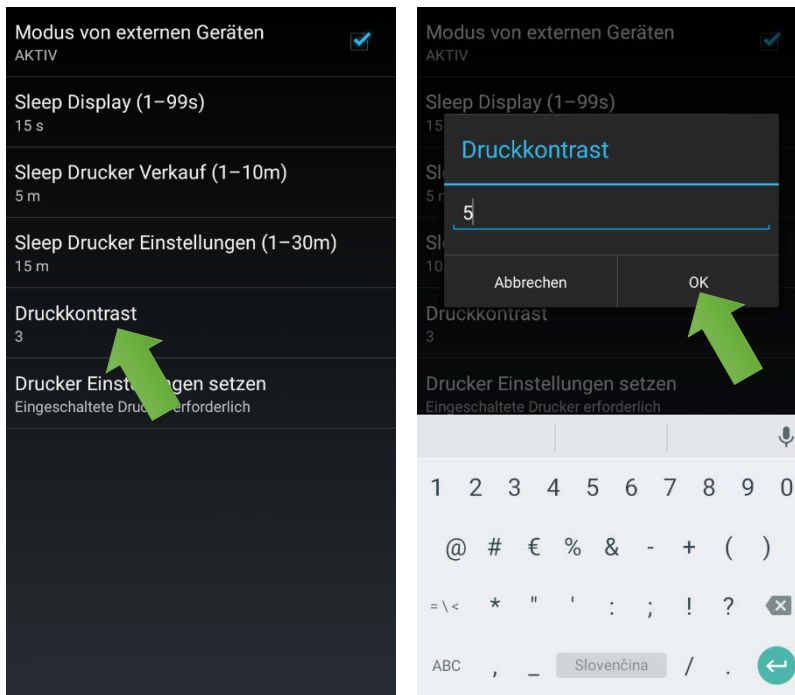 Modus von externen Geräten
AKTIV
Sleep Display (1–99s)
15 s
Sleep Drucker Verkauf (1–10m)
5 m
Sleep Drucker Einstellungen (1–30m)
15 m
Druckkontrast
3
Drucker gen setzen
Eingeschaltete erforderlich
Modus von externen Geräten
AKTIV
Sleep Display (1–99s)
15
Druckkontrast
5
Abbrechen OK
10
Druckkontrast
3
Drucker Einstellungen setzen
Eingeschaltete Drucker erforderlich
1 2 3 4 5 6 7 8 9 0
@ # € % & - + ( )
= \ < * " ' : ; ! ?
ABC , _ Slovenčina / .